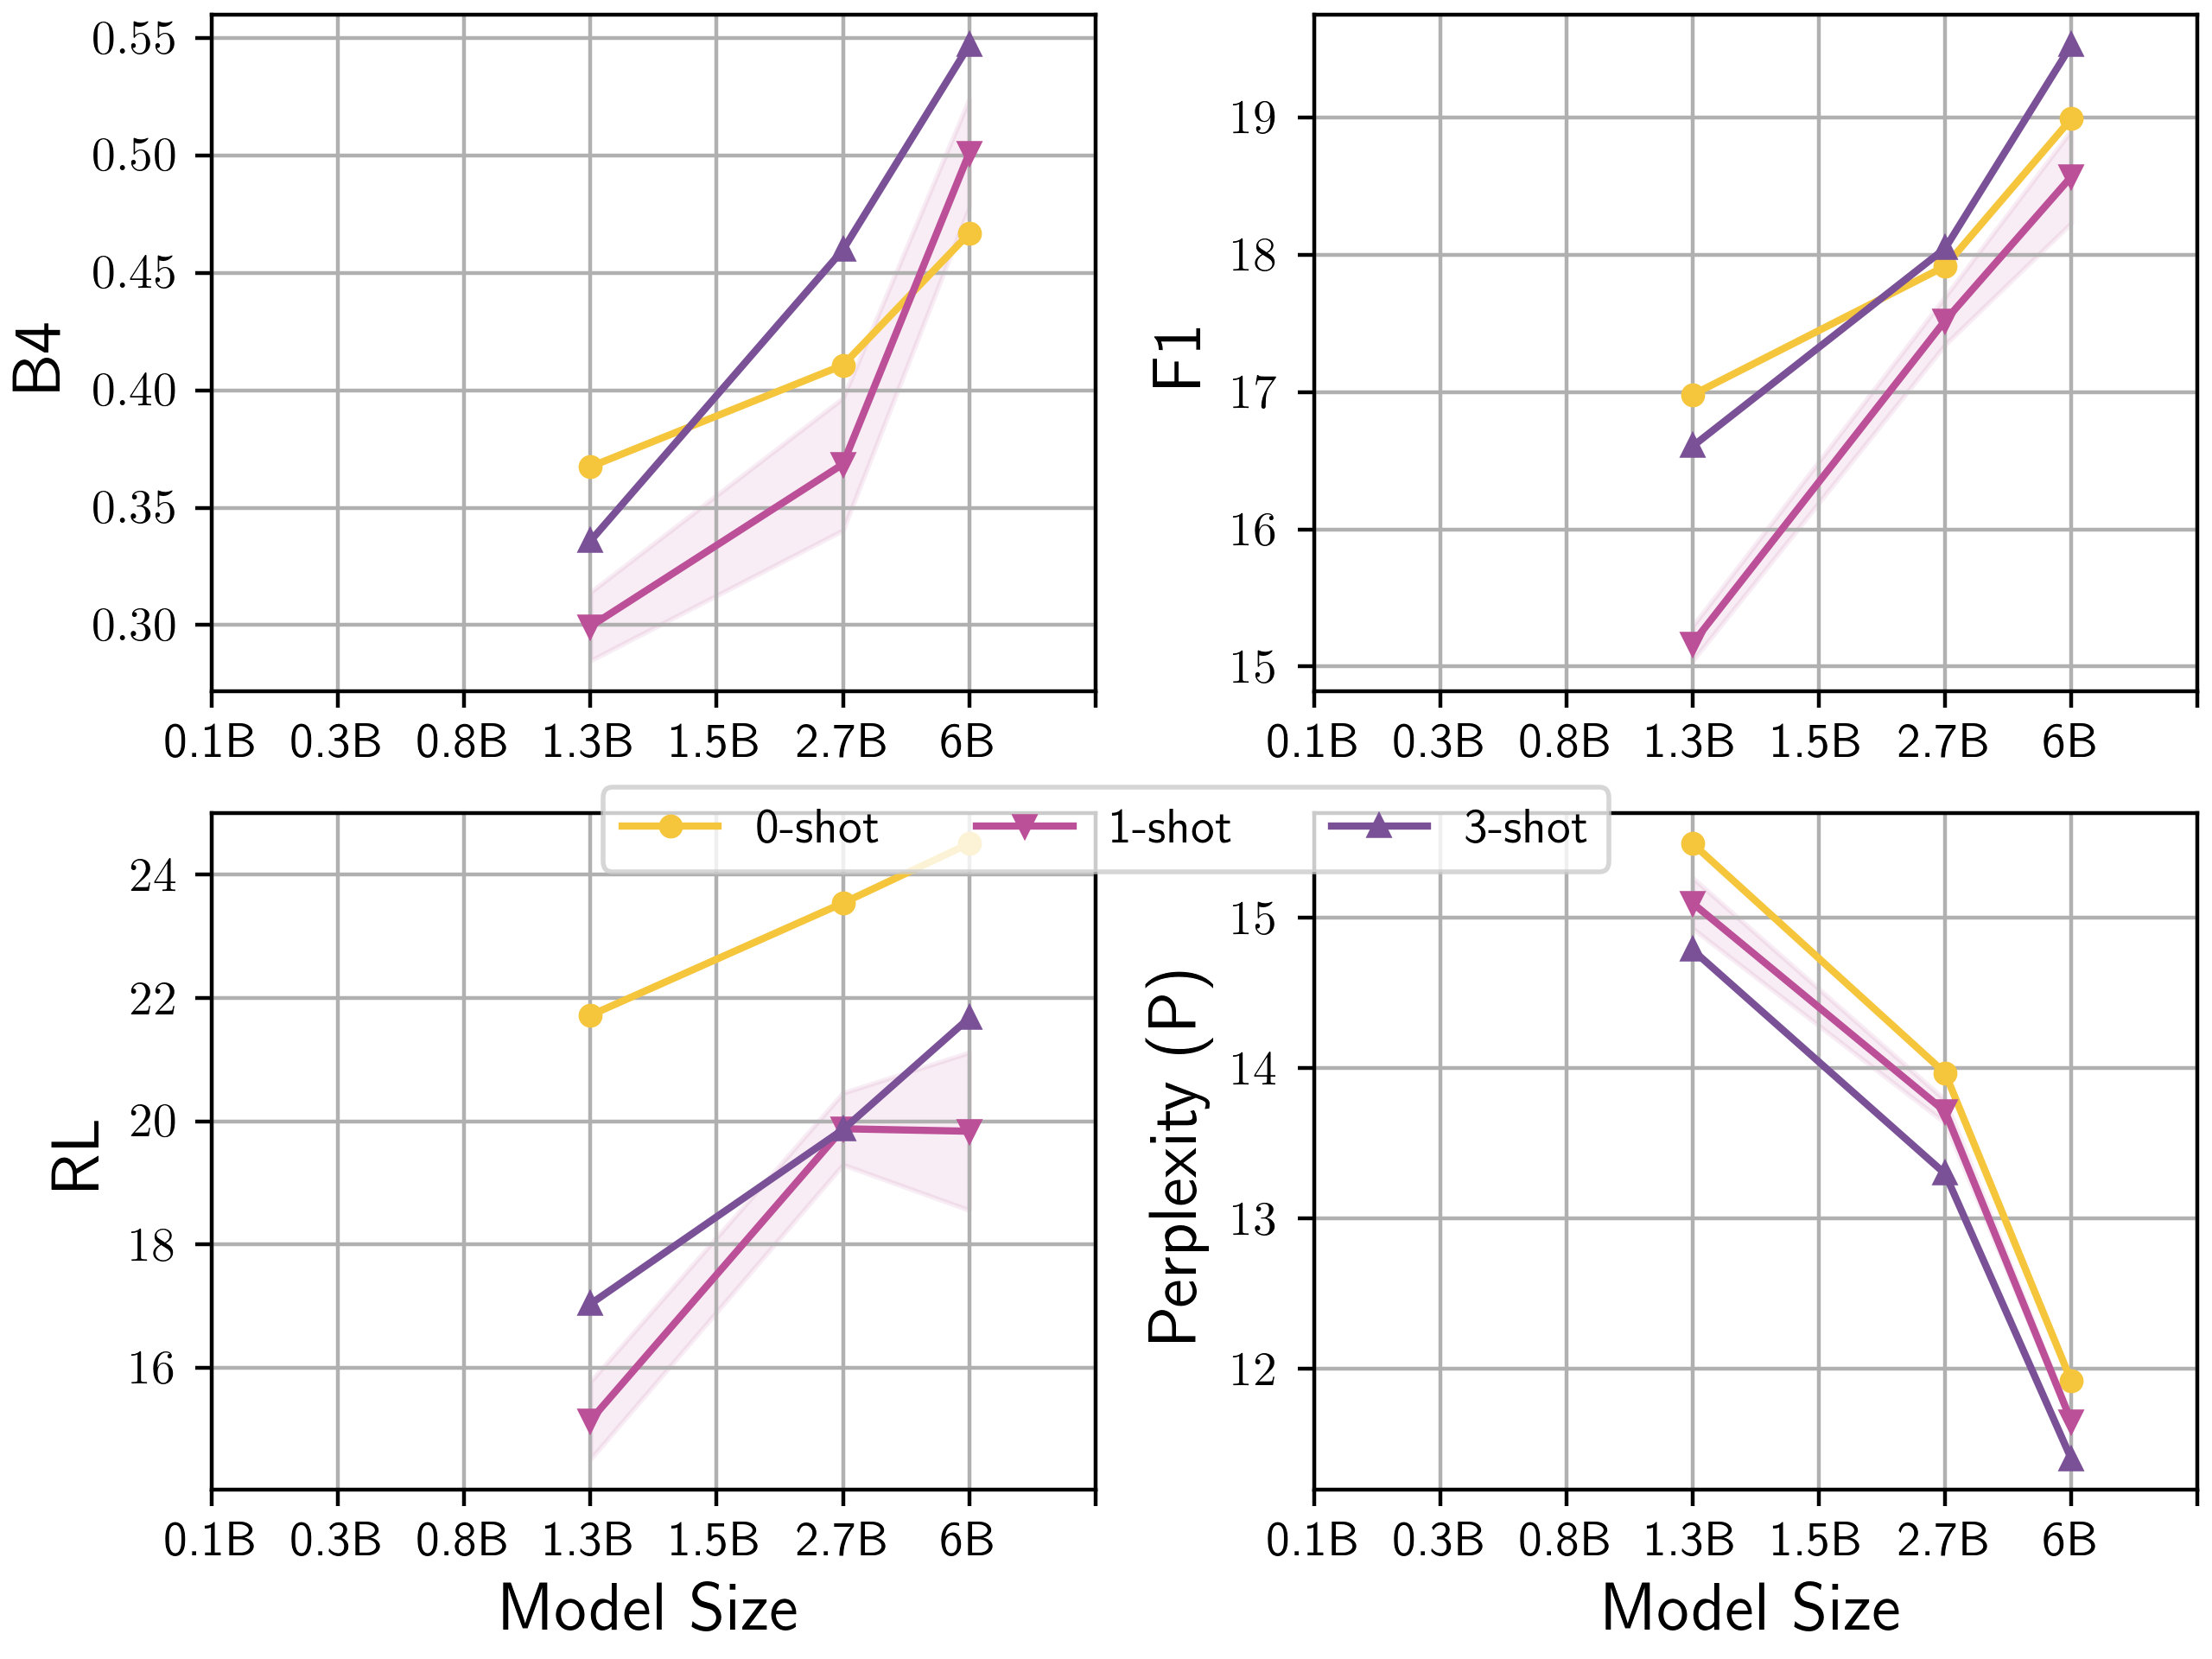 B4
0.55
0.50
0.45
0.40
0.35
0.30
0.1B 0.3B 0.8B 1.3B 1.5B 2.7B 6B
F1
19
18
17
16
15
0.1B 0.3B 0.8B 1.3B 1.5B 2.7B 6B
0-shot 1-shot 3-shot
RL
24
22
20
18
16
0.1B 0.3B 0.8B 1.3B 1.5B 2.7B 6B
Model Size
Perplexity (P)
15
14
13
12
0.1B 0.3B 0.8B 1.3B 1.5B 2.7B 6B
Model Size